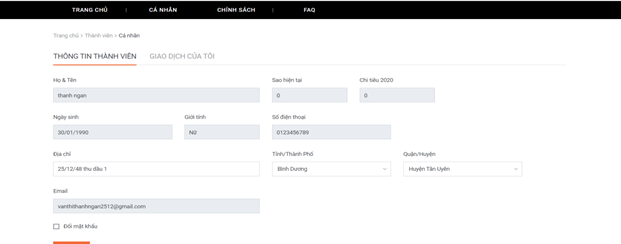 TRANG CHỦ | CÁ NHÂN CHÍNH SÁCH | FAQ
Trang chủ > Thành viên > Cá nhân
THÔNG TIN THÀNH VIÊN GIAO DỊCH CỦA TÔI
Họ & Tên Sao hiện tại Chi tiêu 2020
thanh ngan 0 0
Ngày sinh Giới tính Số điện thoại
30/01/1990 Nữ 0123456789
Địa chỉ Tỉnh/Thành Phố Quận/Huyện
25/12/48 thu dầu 1 Bình Dương Huyện Tân Uyên
Email
vanthithanhngan2512@gmail.com
Đổi mật khẩu